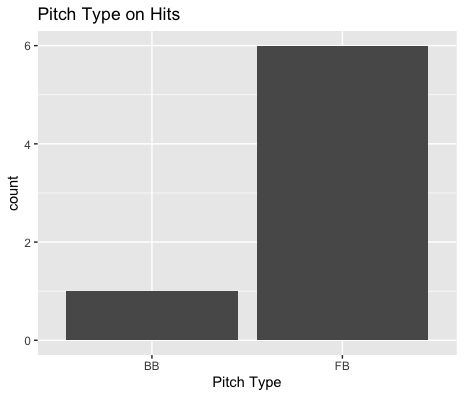 Pitch Type on Hits
6
4
2
0
count
BB FB
Pitch Type